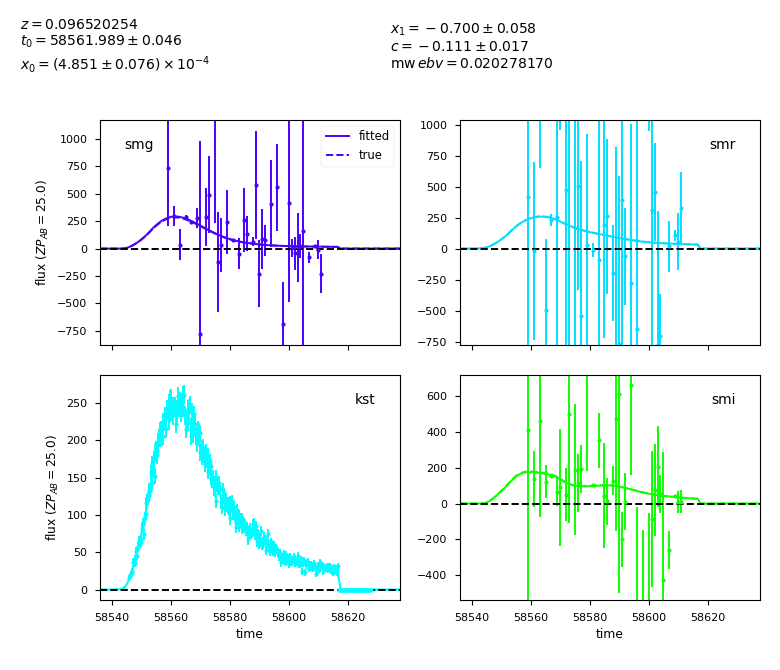 z = 0.096520254
t₀ = 58561.989 ± 0.046
x₀ = (4.851 ± 0.076) × 10⁻⁴
x₁ = −0.700 ± 0.058
c = −0.111 ± 0.017
mw ebv = 0.020278170
smg
fitted
true
1000
750
500
250
0
−250
−500
−750
flux (ZP_AB = 25.0)
smr
1000
750
500
250
0
−250
−500
−750
kst
250
200
150
100
50
0
flux (ZP_AB = 25.0)
58540 58560 58580 58600 58620
time
smi
600
400
200
0
−200
−400
58540 58560 58580 58600 58620
time